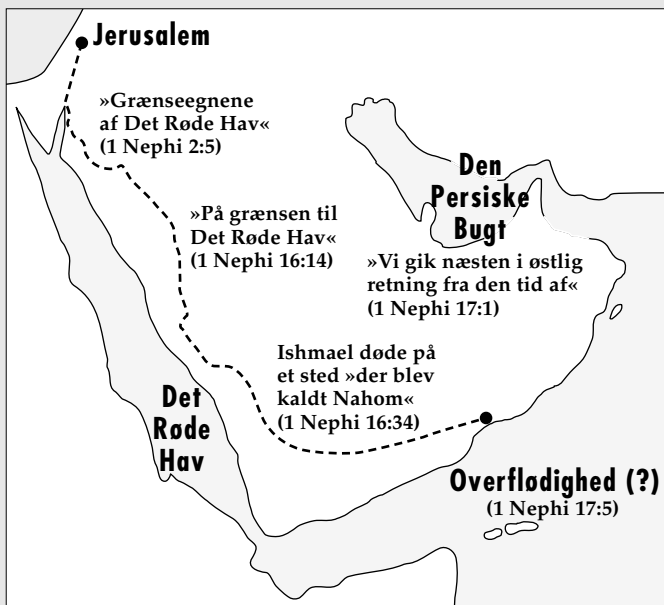 Jerusalem
»Grænseegnene
af Det Røde Hav«
(1 Nephi 2:5)
Den
Persiske
Bugt
»På grænsen til
Det Røde Hav«
(1 Nephi 16:14)
»Vi gik næsten i østlig
retning fra den tid af«
(1 Nephi 17:1)
Ishmael døde på
et sted »der blev
kaldt Nahom«
(1 Nephi 16:34)
Det
Røde
Hav
Overflødighed (?)
(1 Nephi 17:5)